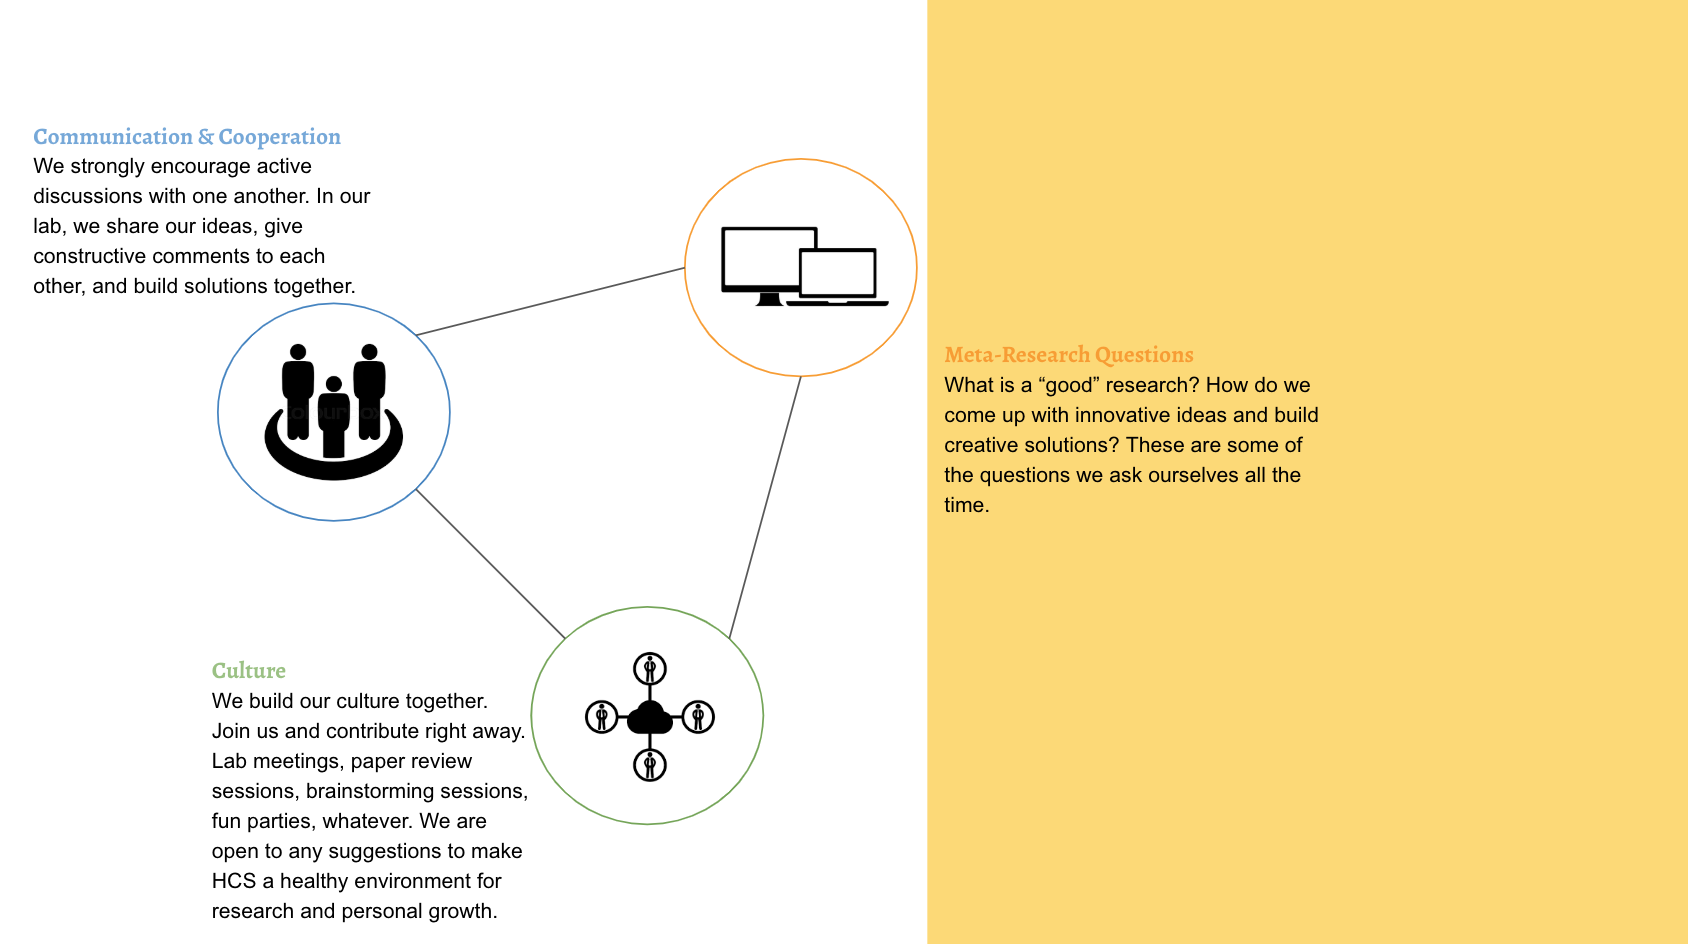 Communication & Cooperation
We strongly encourage active
discussions with one another. In our
lab, we share our ideas, give
constructive comments to each
other, and build solutions together.
Meta-Research Questions
What is a “good” research? How do we
come up with innovative ideas and build
creative solutions? These are some of
the questions we ask ourselves all the
time.
Culture
We build our culture together.
Join us and contribute right away.
Lab meetings, paper review
sessions, brainstorming sessions,
fun parties, whatever. We are
open to any suggestions to make
HCS a healthy environment for
research and personal growth.